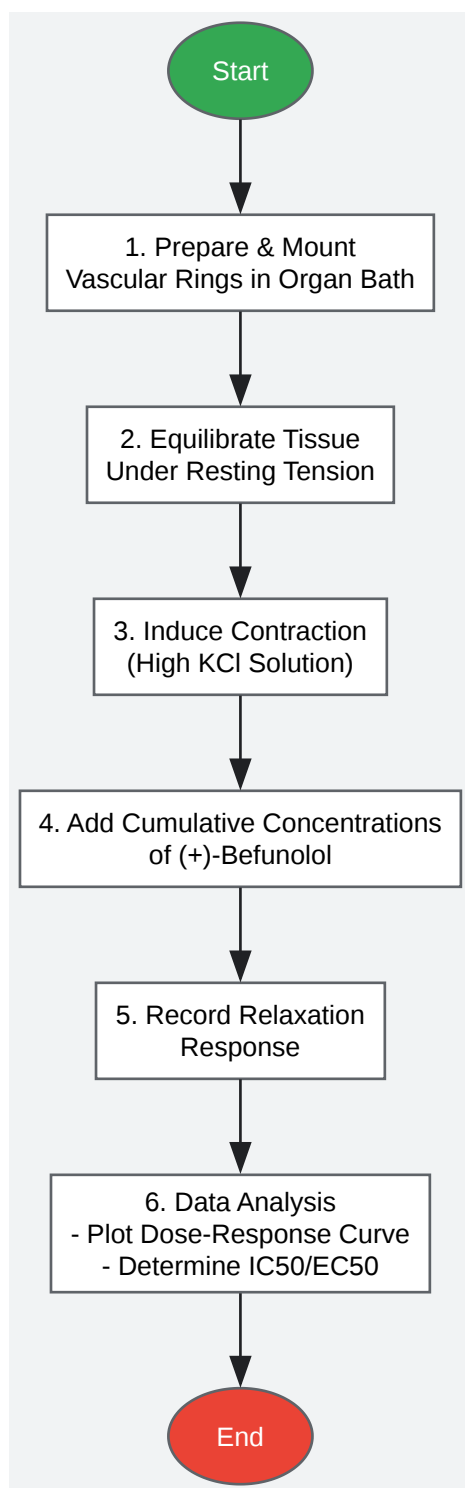 Start
1. Prepare & Mount
Vascular Rings in Organ Bath
2. Equilibrate Tissue
Under Resting Tension
3. Induce Contraction
(High KCl Solution)
4. Add Cumulative Concentrations
of (+)-Befunolol
5. Record Relaxation
Response
6. Data Analysis
- Plot Dose-Response Curve
- Determine IC50/EC50
End